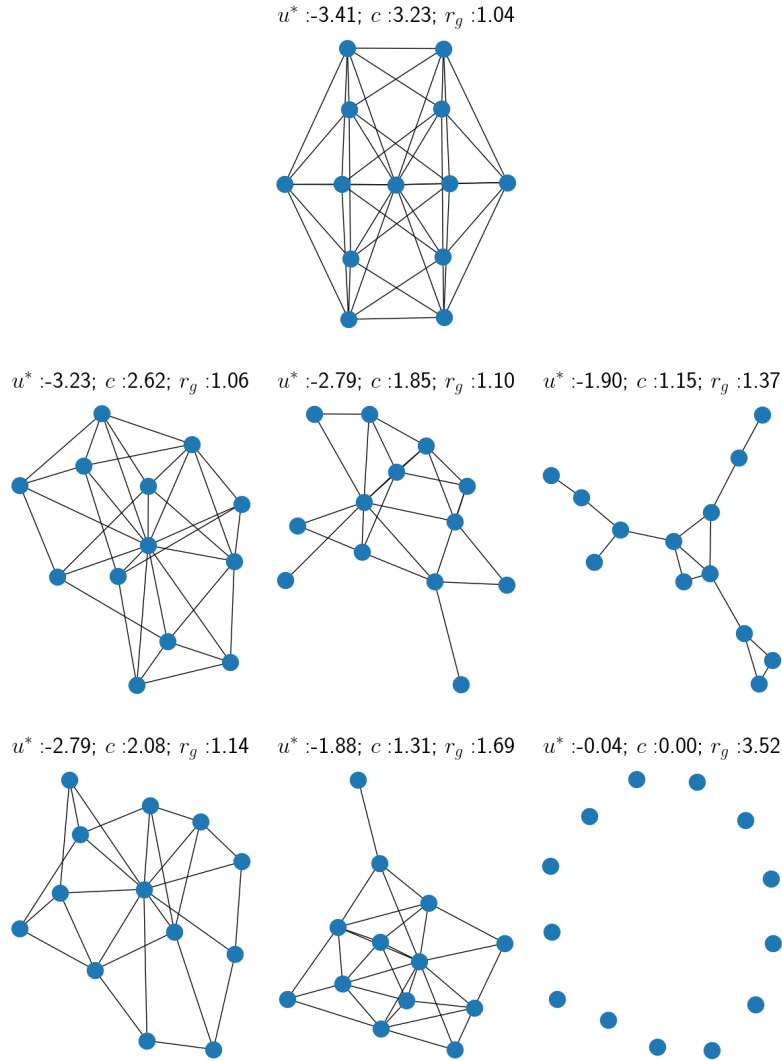 u* :-3.41; c :3.23; r_g :1.04
u* :-3.23; c :2.62; r_g :1.06
u* :-2.79; c :1.85; r_g :1.10
u* :-1.90; c :1.15; r_g :1.37
u* :-2.79; c :2.08; r_g :1.14
u* :-1.88; c :1.31; r_g :1.69
u* :-0.04; c :0.00; r_g :3.52